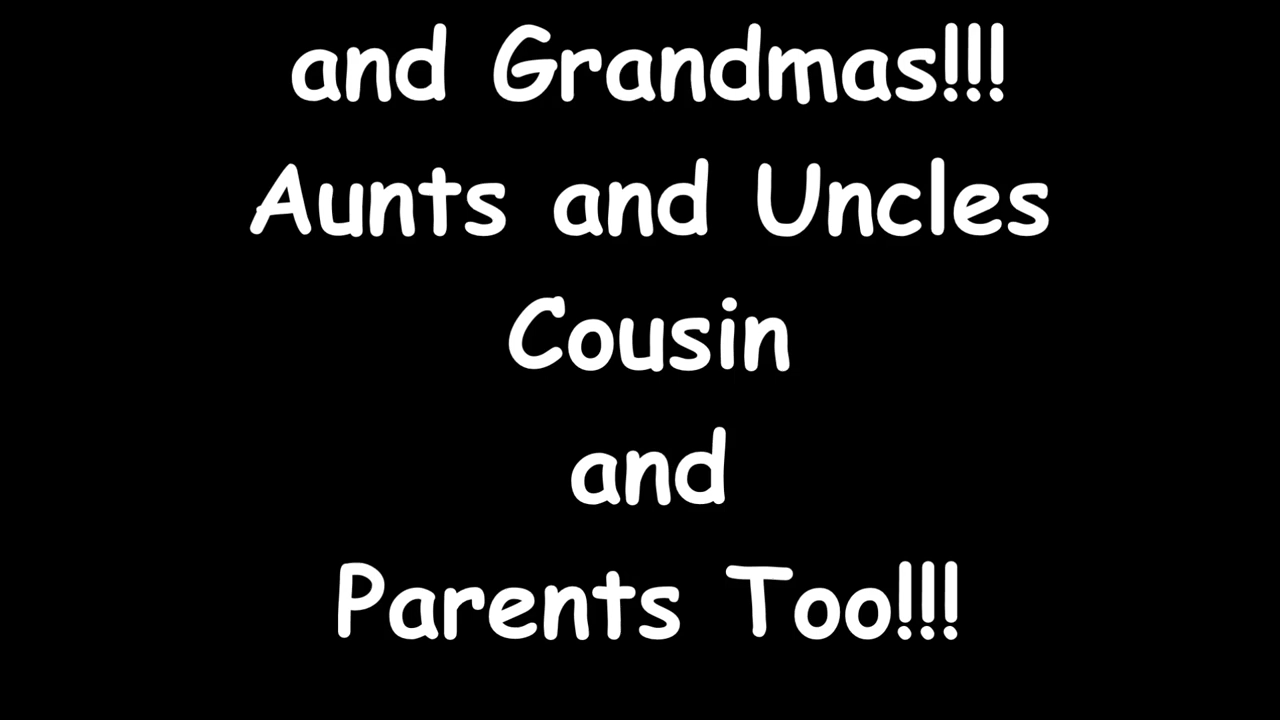 and Grandmas!!!
Aunts and Uncles
Cousin
and
Parents Too!!!